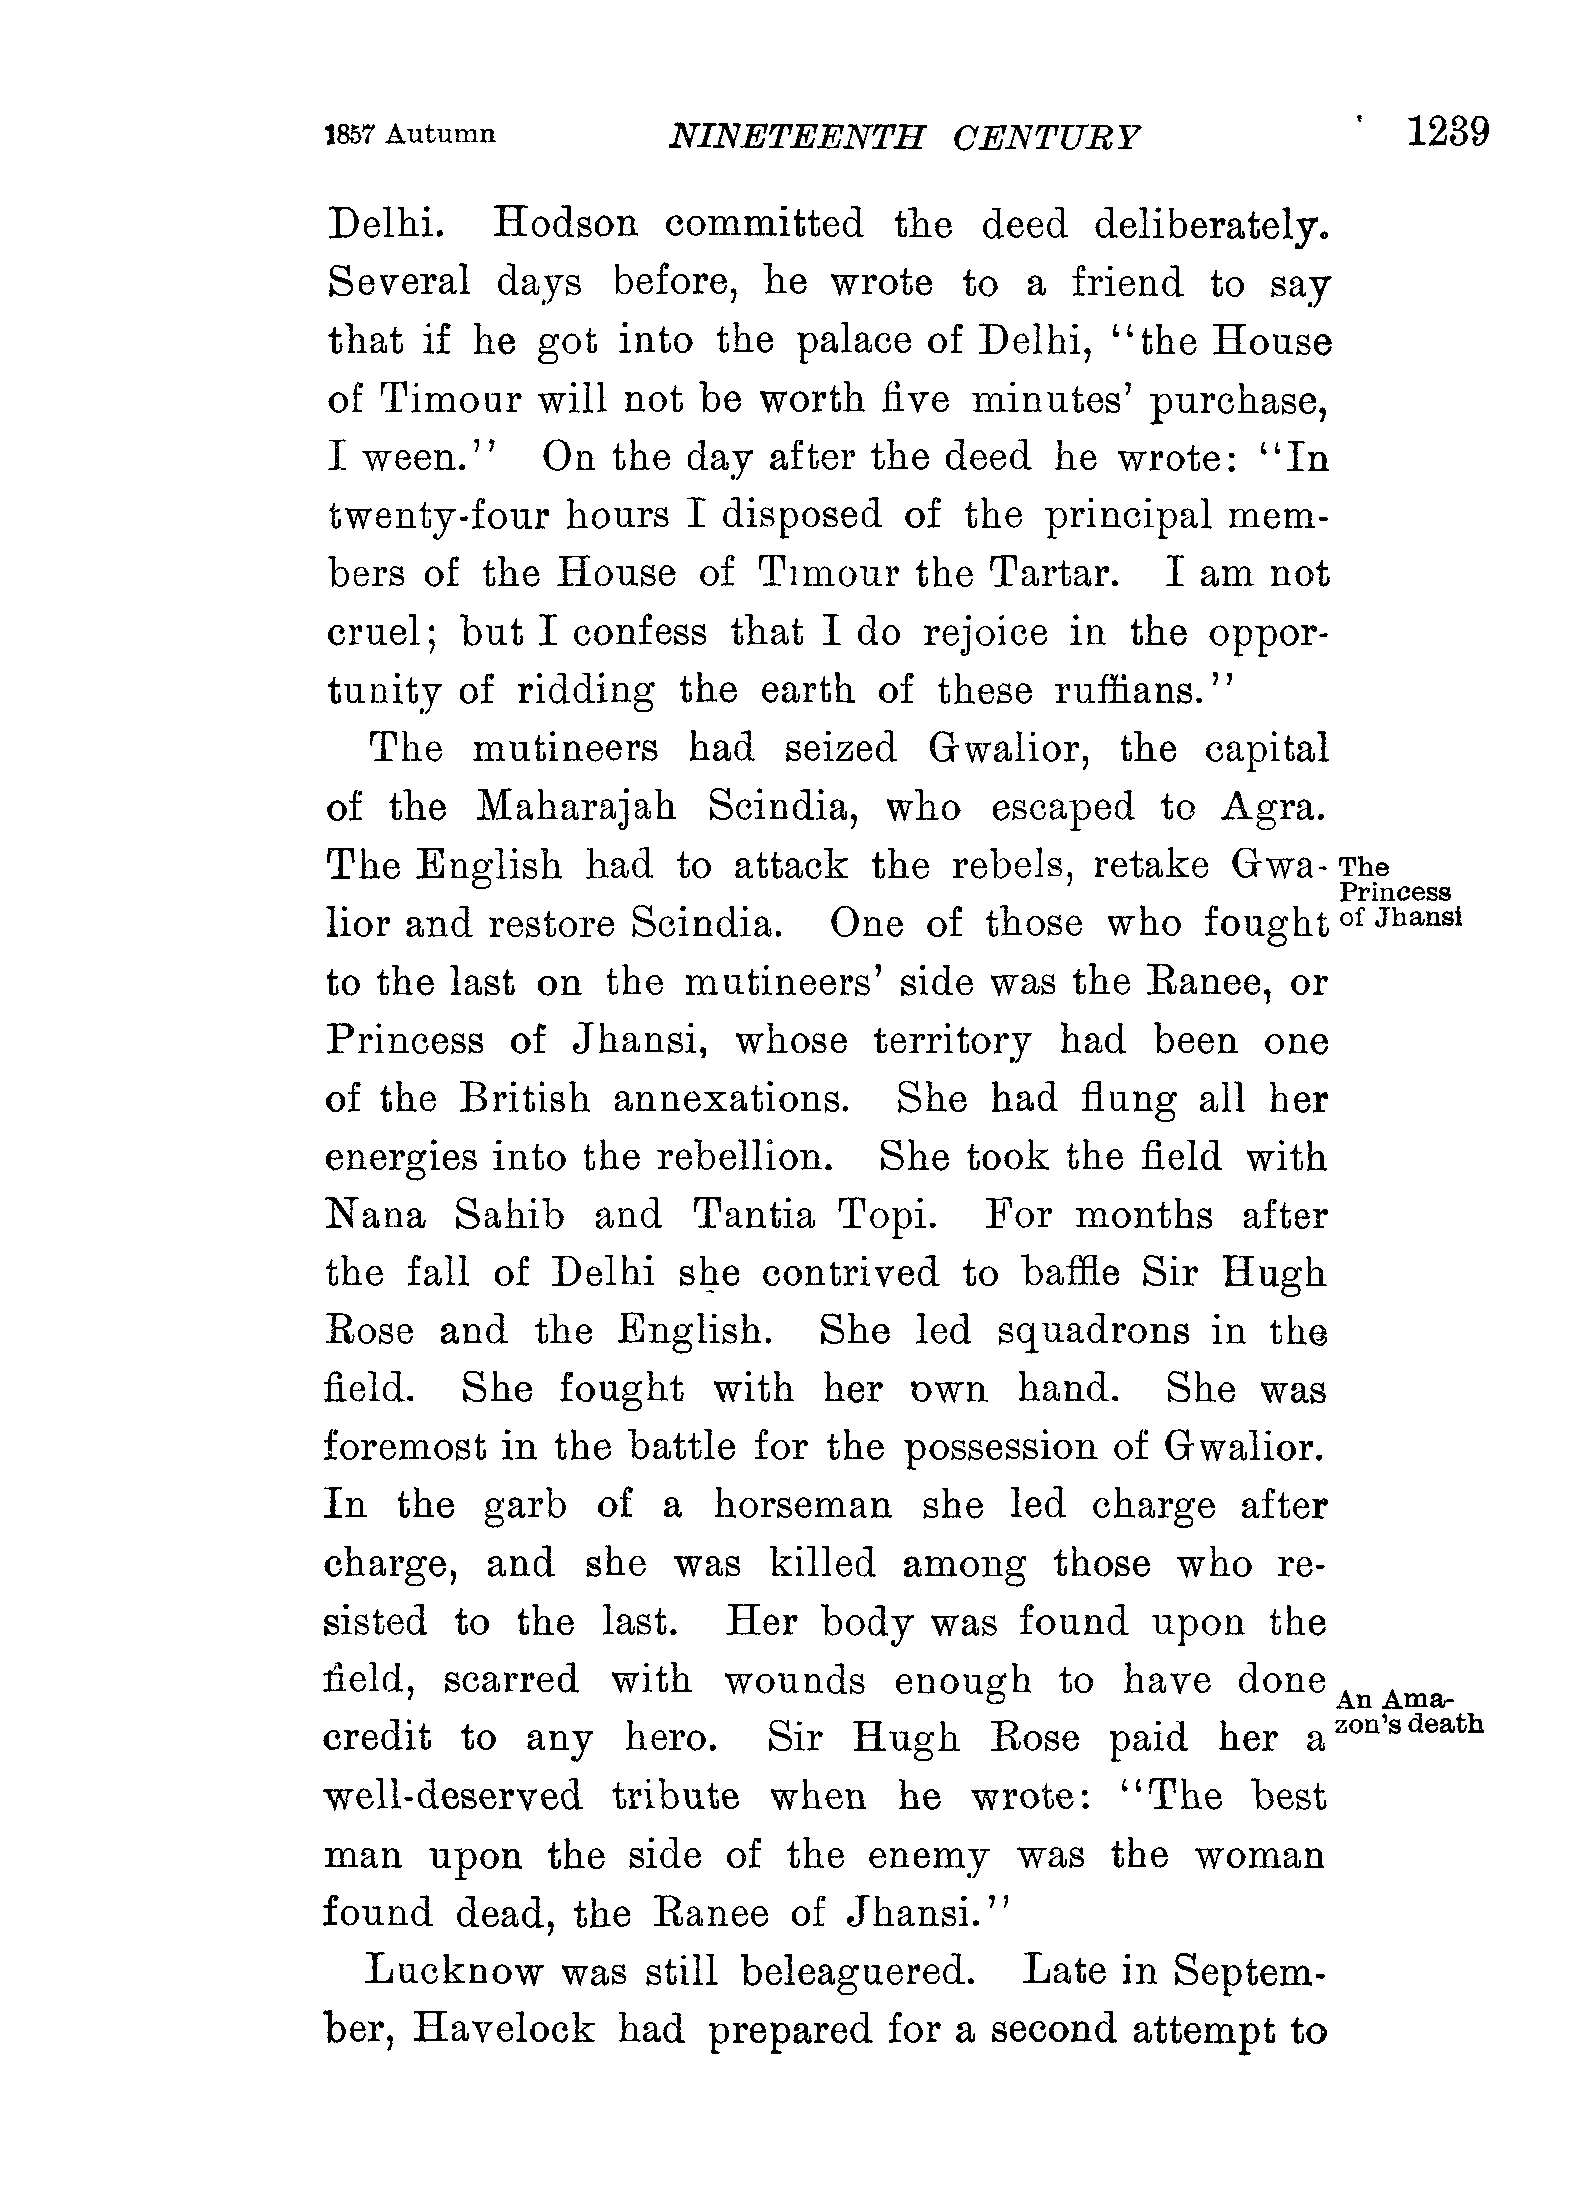 1857 Autumn NINETEENTH CENTURY 1239
Delhi. Hodson committed the deed deliberately.
Several days before, he wrote to a friend to say
that if he got into the palace of Delhi, "the House
of Timour will not be worth five minutes' purchase,
I ween." On the day after the deed he wrote: "In
twenty-four hours I disposed of the principal mem-
bers of the House of Timour the Tartar. I am not
cruel; but I confess that I do rejoice in the oppor-
tunity of ridding the earth of these ruffians."
The mutineers had seized Gwalior, the capital
of the Maharajah Scindia, who escaped to Agra.
The English had to attack the rebels, retake Gwa-
lior and restore Scindia. One of those who fought
The
Princess
of Jhansi
to the last on the mutineers' side was the Ranee, or
Princess of Jhansi, whose territory had been one
of the British annexations. She had flung all her
energies into the rebellion. She took the field with
Nana Sahib and Tantia Topi. For months after
the fall of Delhi she contrived to baffle Sir Hugh
Rose and the English. She led squadrons in the
field. She fought with her own hand. She was
foremost in the battle for the possession of Gwalior.
In the garb of a horseman she led charge after
charge, and she was killed among those who re-
sisted to the last. Her body was found upon the
field, scarred with wounds enough to have done
credit to any hero. Sir Hugh Rose paid her a
An Ama-
zon's death
well-deserved tribute when he wrote: "The best
man upon the side of the enemy was the woman
found dead, the Ranee of Jhansi."
Lucknow was still beleaguered. Late in Septem-
ber, Havelock had prepared for a second attempt to